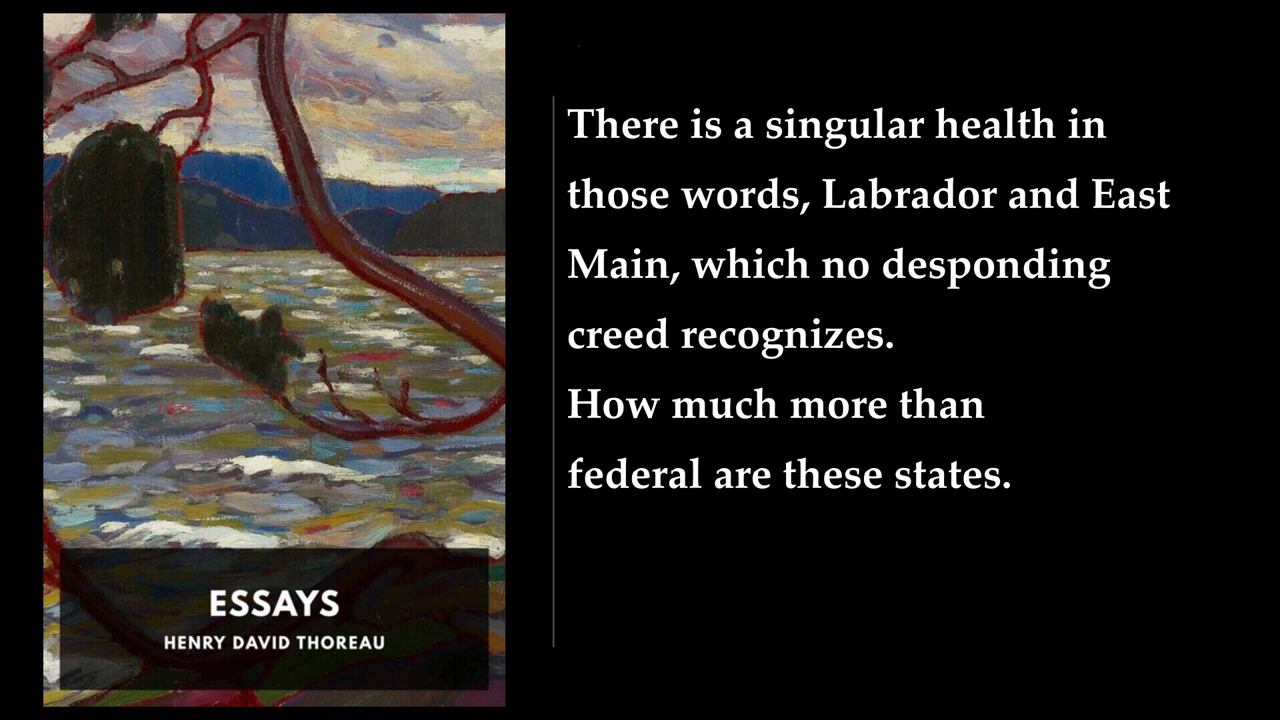 There is a singular health in
those words, Labrador and East
Main, which no desponding
creed recognizes.
How much more than
federal are these states.
ESSAYS
HENRY DAVID THOREAU